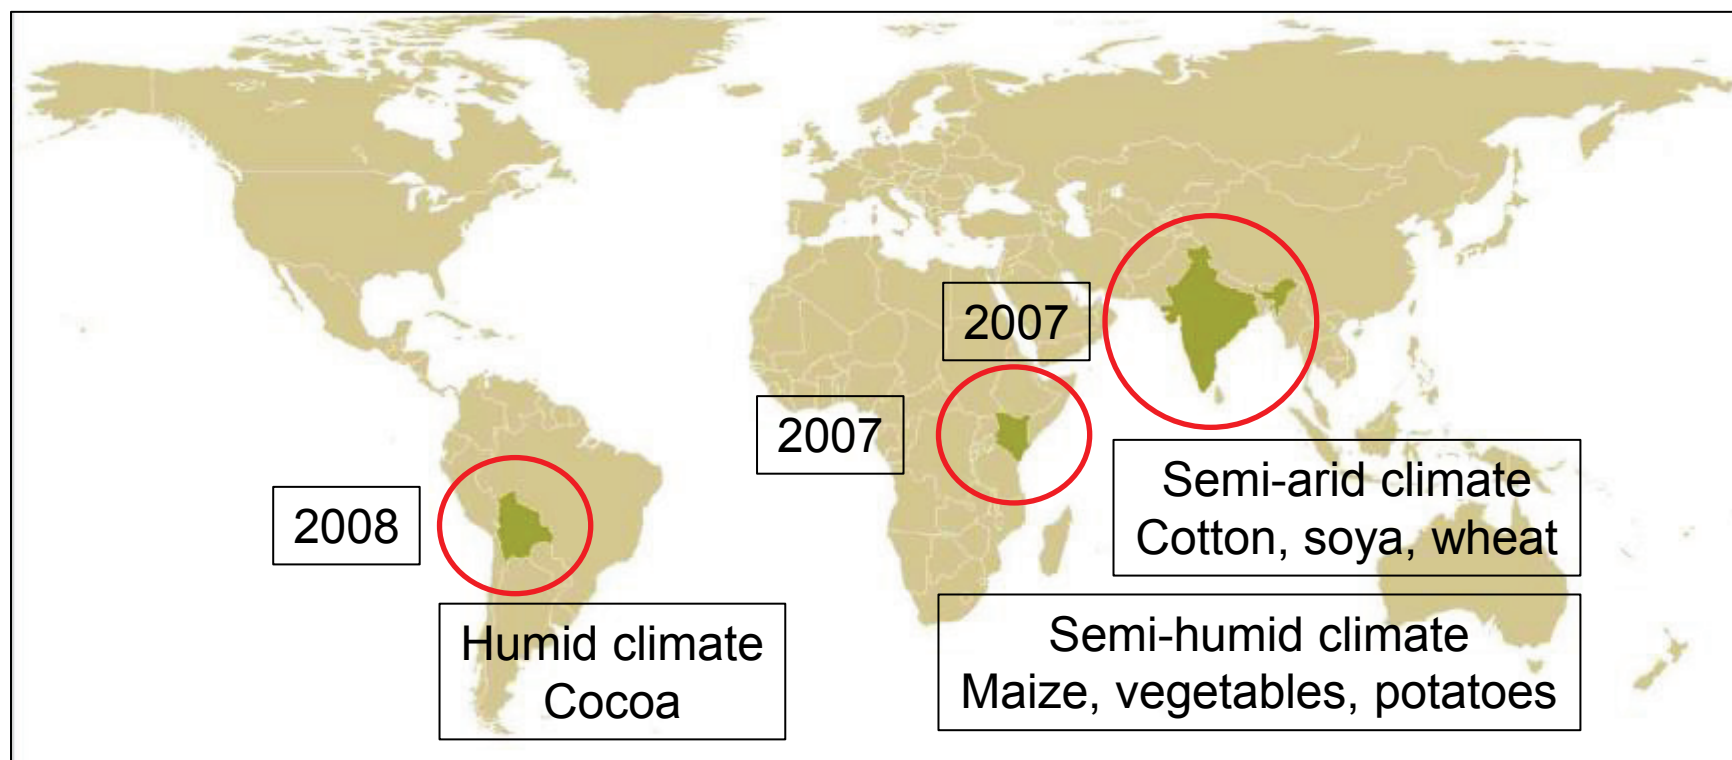 2007
2007
Semi-arid climate
Cotton, soya, wheat
2008
Semi-humid climate
Maize, vegetables, potatoes
Humid climate
Cocoa